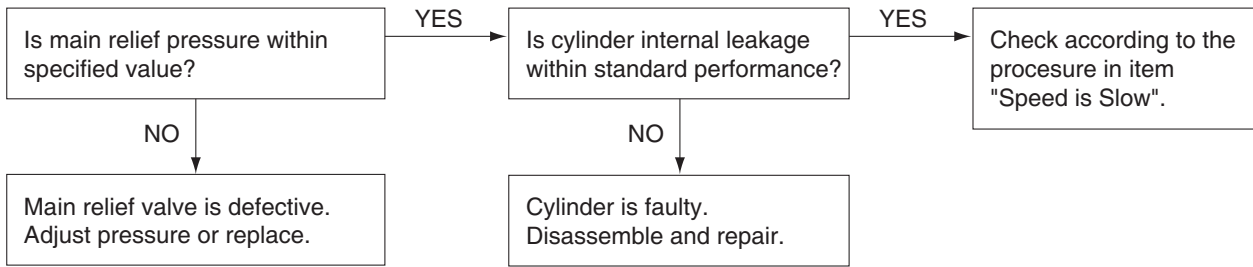 Is main relief pressure within
specified value?
YES
Is cylinder internal leakage
within standard performance?
YES
Check according to the
procesure in item
"Speed is Slow".
NO
Main relief valve is defective.
Adjust pressure or replace.
NO
Cylinder is faulty.
Disassemble and repair.